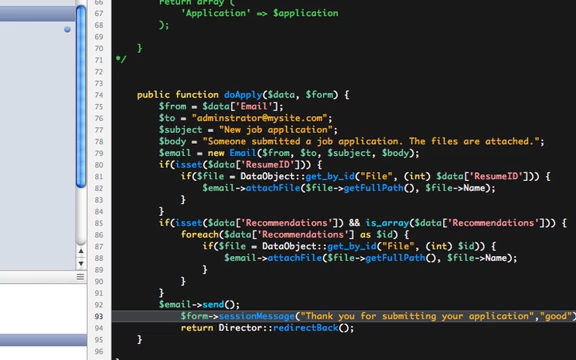 66 return array (
67 'Application' => $application
68 );
69
70 }
71 */
72
73
74 public function doApply($data, $form) {
75 $from = $data['Email'];
76 $to = "adminstrator@mysite.com";
77 $subject = "New job application";
78 $body = "Someone submitted a job application. The files are attached.";
79 $email = new Email($from, $to, $subject, $body);
80 if(isset($data['ResumeID'])) {
81 if($file = DataObject::get_by_id("File", (int) $data['ResumeID'])) {
82 $email->attachFile($file->getFullPath(), $file->Name);
83 }
84 }
85 if(isset($data['Recommendations']) && is_array($data['Recommendations'])) {
86 foreach($data['Recommendations'] as $id) {
87 if($file = DataObject::get_by_id("File", (int) $id)) {
88 $email->attachFile($file->getFullPath(), $file->Name);
89 }
90 }
91 }
92 $email->send();
93 $form->sessionMessage("Thank you for submitting your application","good")
94 return Director::redirectBack();
95 }
96